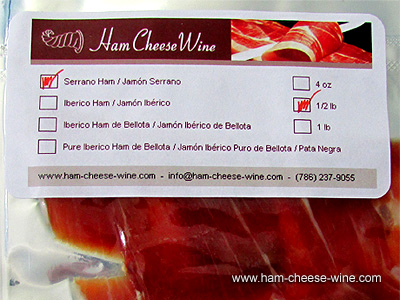 Ham Cheese Wine
Serrano Ham / Jamón Serrano
4 oz
Iberico Ham / Jamón Ibérico
1/2 lb
Iberico Ham de Bellota / Jamón Ibérico de Bellota
1 lb
Pure Iberico Ham de Bellota / Jamón Ibérico Puro de Bellota / Pata Negra
www.ham-cheese-wine.com - info@ham-cheese-wine.com - (786) 237-9055
www.ham-cheese-wine.com